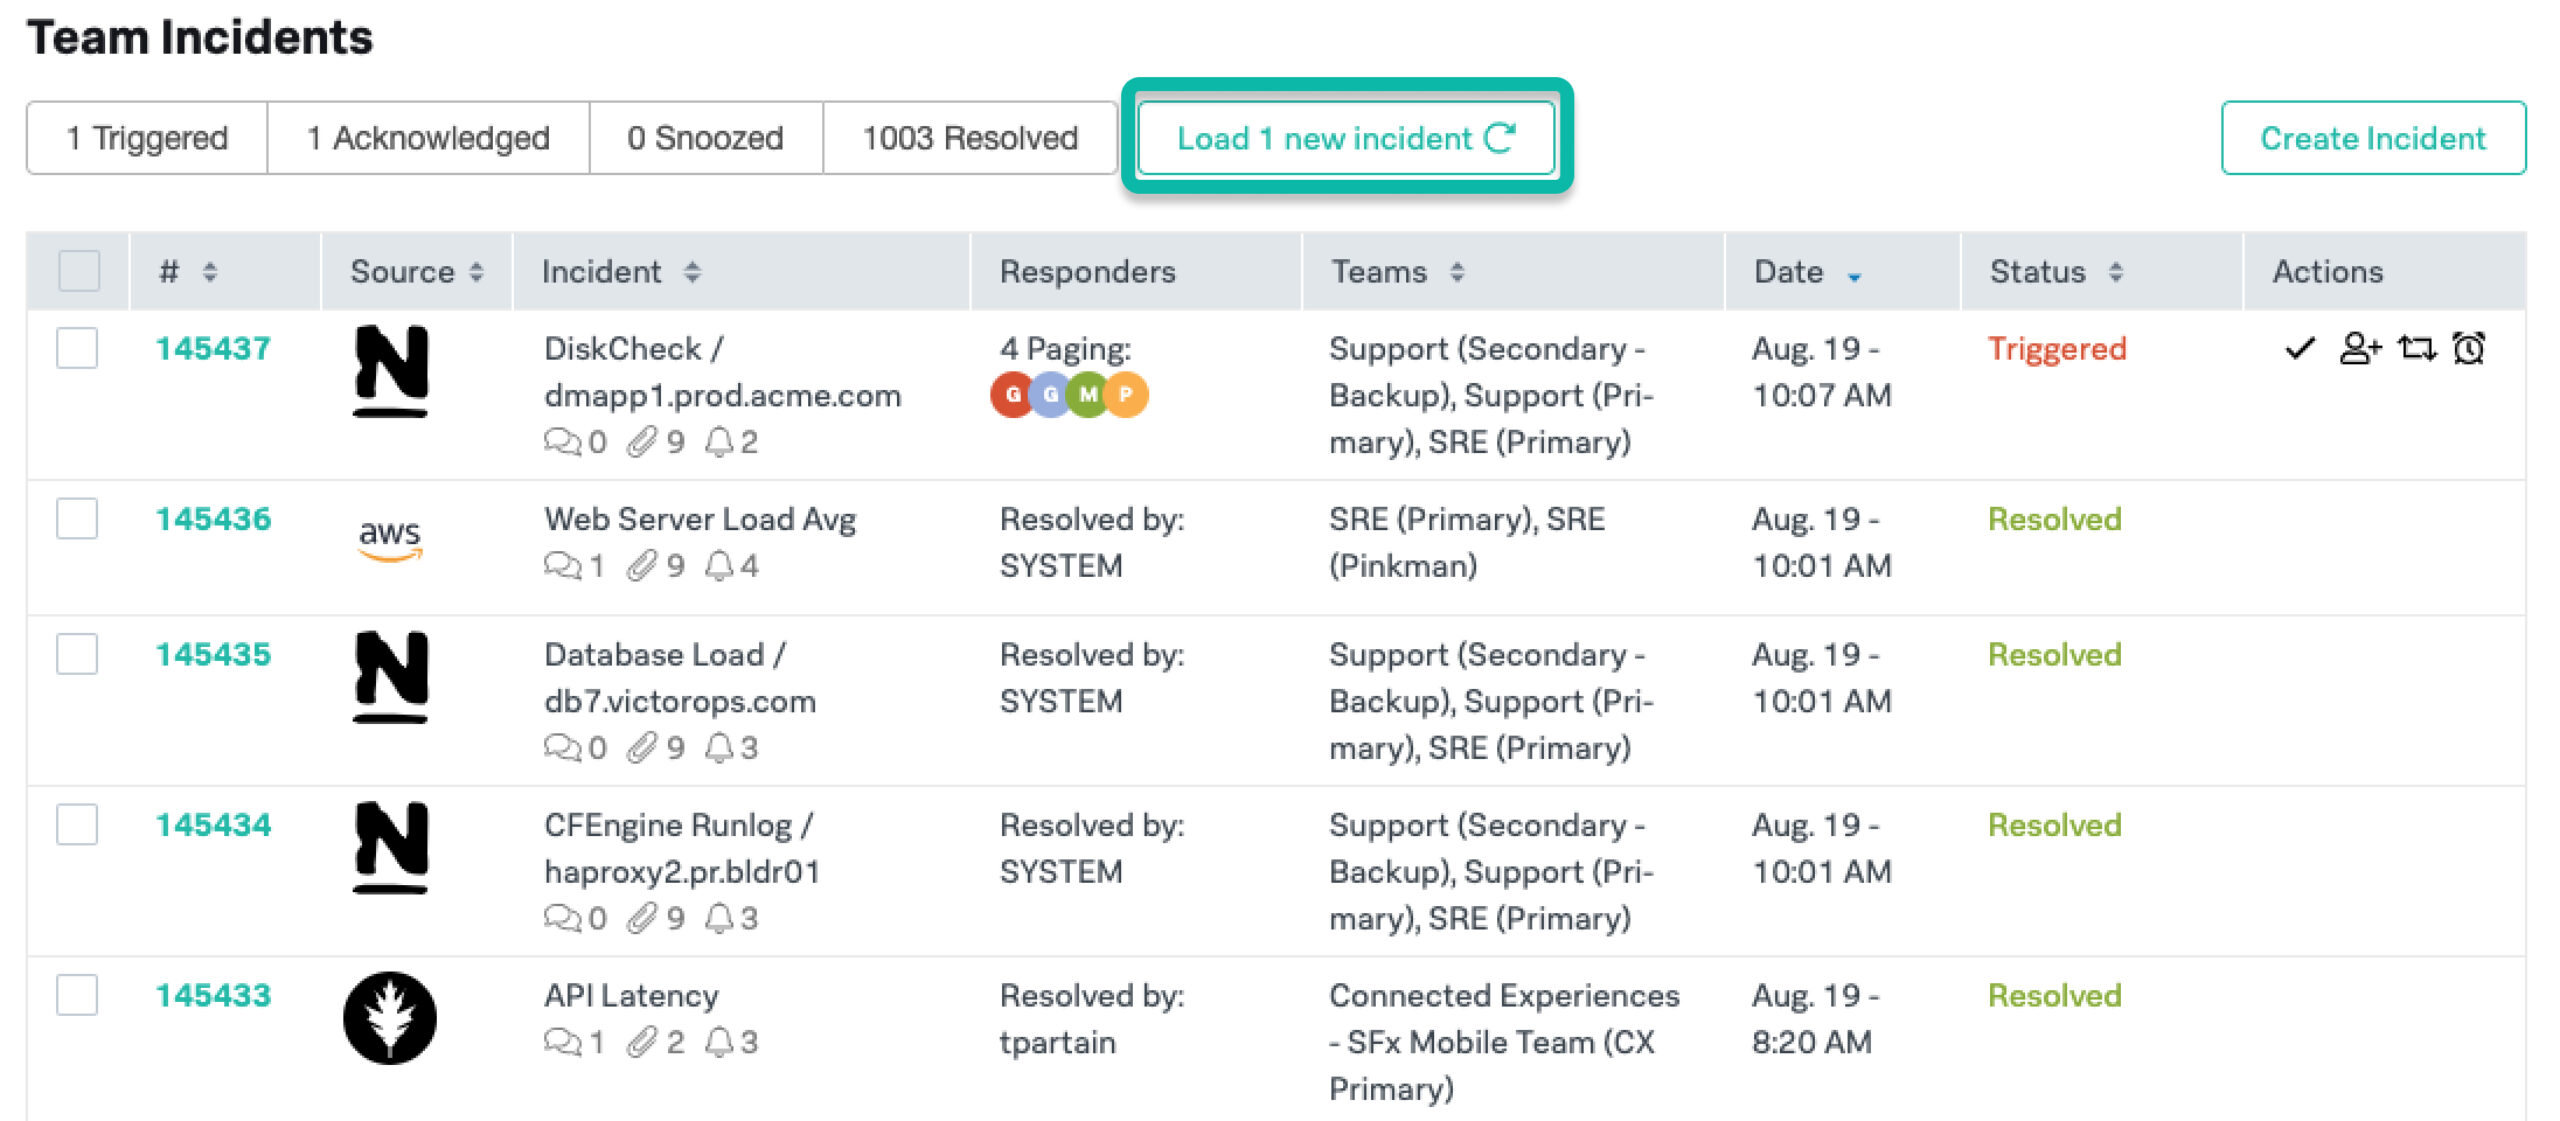 Team Incidents
1 Triggered
1 Acknowledged
0 Snoozed
1003 Resolved
Load 1 new incident
Create Incident
#
Source
Incident
Responders
Teams
Date
Status
Actions
145437
N
DiskCheck /
dmapp1.prod.acme.com
0 9 2
4 Paging:
G G M P
Support (Secondary -
Backup), Support (Pri-
mary), SRE (Primary)
Aug. 19 -
10:07 AM
Triggered
145436
aws
Web Server Load Avg
1 9 4
Resolved by:
SYSTEM
SRE (Primary), SRE
(Pinkman)
Aug. 19 -
10:01 AM
Resolved
145435
N
Database Load /
db7.victorops.com
0 9 3
Resolved by:
SYSTEM
Support (Secondary -
Backup), Support (Pri-
mary), SRE (Primary)
Aug. 19 -
10:01 AM
Resolved
145434
N
CFEngine Runlog /
haproxy2.pr.bldr01
0 9 3
Resolved by:
SYSTEM
Support (Secondary -
Backup), Support (Pri-
mary), SRE (Primary)
Aug. 19 -
10:01 AM
Resolved
145433
API Latency
1 2 3
Resolved by:
tpartain
Connected Experiences
- SFx Mobile Team (CX
Primary)
Aug. 19 -
8:20 AM
Resolved